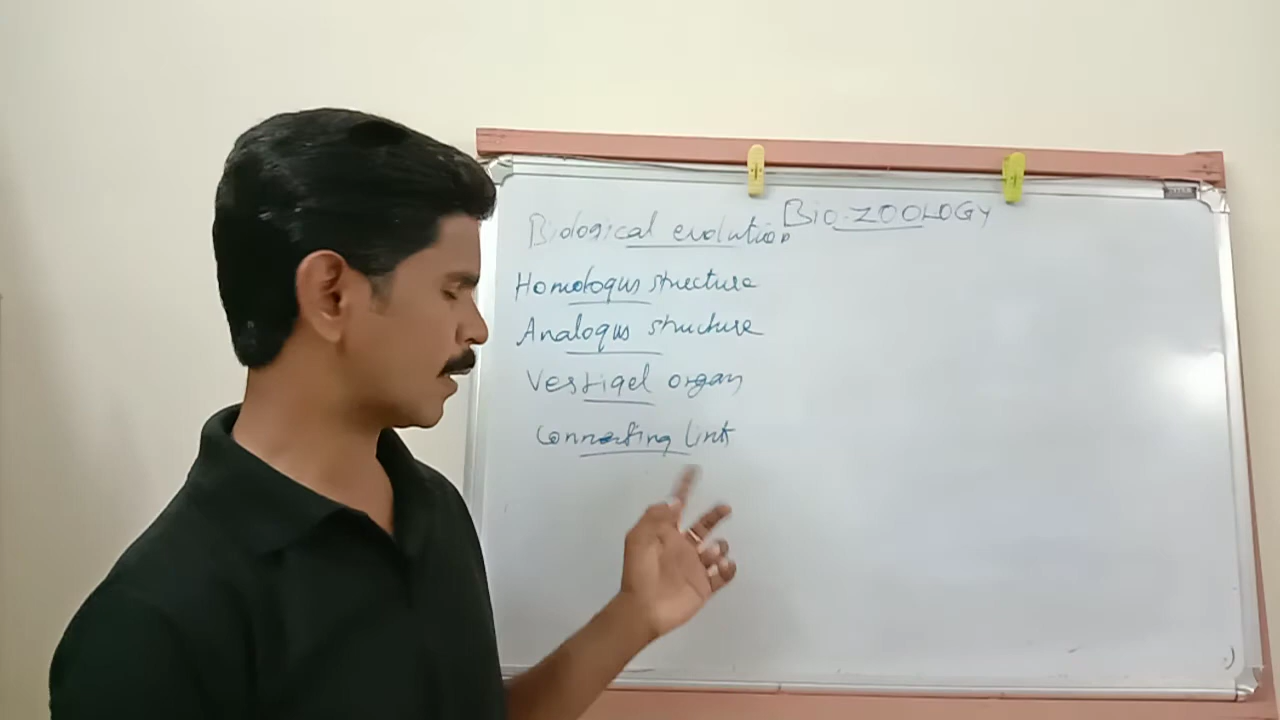 Bio-ZOOLOGY
Biological evolution
Homologus structure
Analogus structure
Vestigel organ
Connecting link